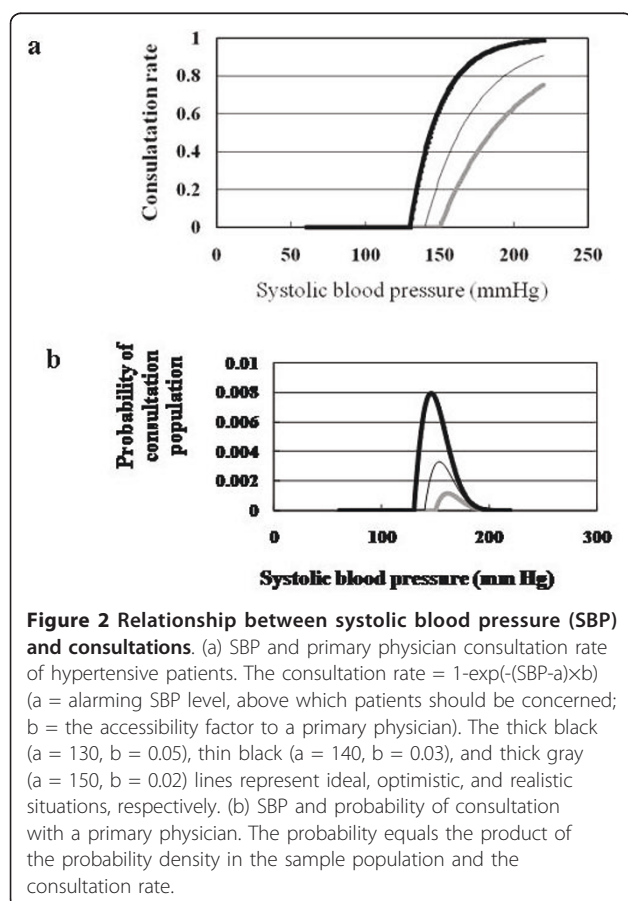 a
Consulatation rate
1
0.8
0.6
0.4
0.2
0
0 50 100 150 200 250
Systolic blood pressure (mmHg)
b
Probability of
consultation
population
0.01
0.008
0.006
0.004
0.002
0
0 100 200 300
Systolic blood pressure (mm Hg)
Figure 2 Relationship between systolic blood pressure (SBP)
and consultations. (a) SBP and primary physician consultation rate
of hypertensive patients. The consultation rate = 1-exp(-(SBP-a)×b)
(a = alarming SBP level, above which patients should be concerned;
b = the accessibility factor to a primary physician). The thick black
(a = 130, b = 0.05), thin black (a = 140, b = 0.03), and thick gray
(a = 150, b = 0.02) lines represent ideal, optimistic, and realistic
situations, respectively. (b) SBP and probability of consultation
with a primary physician. The probability equals the product of
the probability density in the sample population and the
consultation rate.